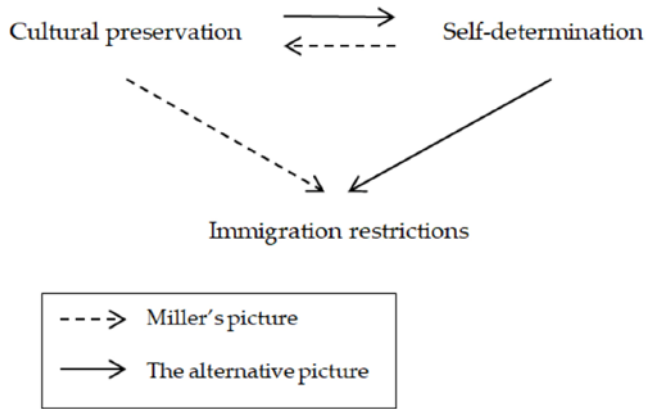 Cultural preservation
Self-determination
Immigration restrictions
Miller's picture
The alternative picture